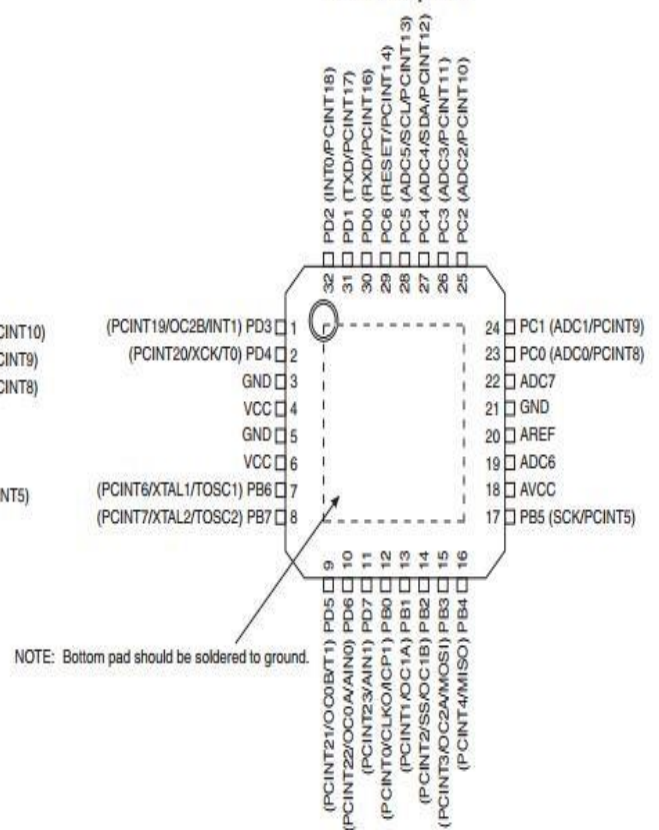 PD2 (INT0/PCINT18)
PD1 (TXD/PCINT17)
PD0 (RXD/PCINT16)
PC6 (RESET/PCINT14)
PC5 (ADC5/SCL/PCINT13)
PC4 (ADC4/SDA/PCINT12)
PC3 (ADC3/PCINT11)
PC2 (ADC2/PCINT10)
32
31
30
29
28
27
26
25
CINT10)
CINT9)
CINT8)
NT5)
(PCINT19/OC2B/INT1) PD3 1
(PCINT20/XCK/T0) PD4 2
GND 3
VCC 4
GND 5
VCC 6
(PCINT6/XTAL1/TOSC1) PB6 7
(PCINT7/XTAL2/TOSC2) PB7 8
24 PC1 (ADC1/PCINT9)
23 PC0 (ADC0/PCINT8)
22 ADC7
21 GND
20 AREF
19 ADC6
18 AVCC
17 PB5 (SCK/PCINT5)
9
10
11
12
13
14
15
16
(PCINT21/OC0B/T1) PD5
(PCINT22/OC0A/AIN0) PD6
(PCINT23/AIN1) PD7
(PCINT0/CLKO/ICP1) PB0
(PCINT1/OC1A) PB1
(PCINT2/SS/OC1B) PB2
(PCINT3/OC2A/MOSI) PB3
(PCINT4/MISO) PB4
NOTE: Bottom pad should be soldered to ground.